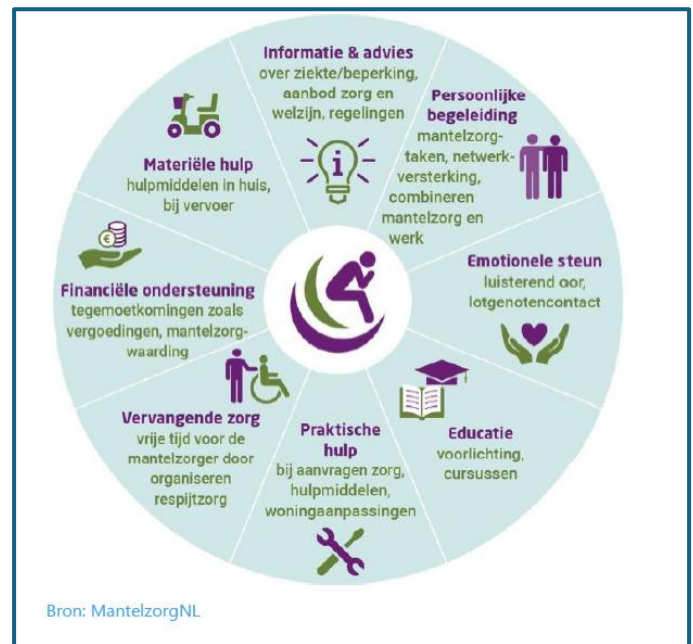 Informatie & advies
over ziekte/beperking,
aanbod zorg en
welzijn, regelingen
i
Persoonlijke
begeleiding
mantelzorg-
taken, netwerk-
versterking,
combineren
mantelzorg en
werk
Emotionele steun
luisterend oor,
lotgenotencontact
Educatie
voorlichting,
cursussen
Praktische
hulp
bij aanvragen zorg,
hulpmiddelen,
woningaanpassingen
Vervangende zorg
vrije tijd voor de
mantelzorger door
organiseren
respijtzorg
Financiële ondersteuning
tegemoetkomingen zoals
vergoedingen, mantelzorg-
waarding
€
Materiële hulp
hulpmiddelen in huis,
bij vervoer
Bron: MantelzorgNL